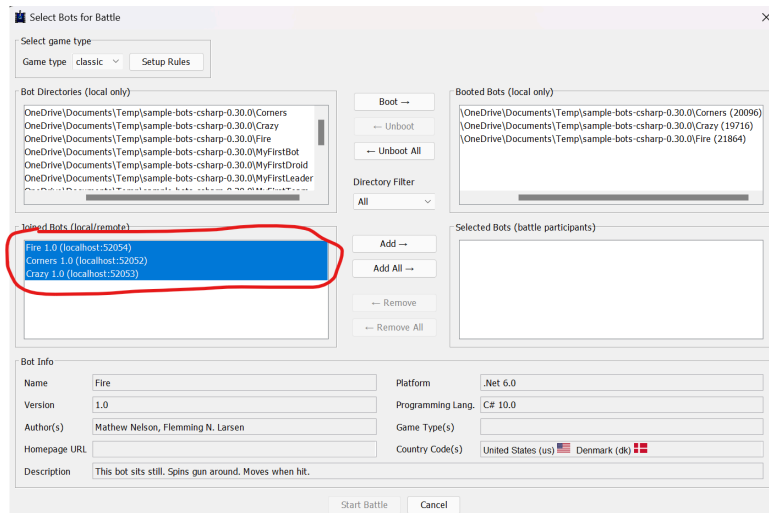 Select Bots for Battle
Select game type
Game type classic Setup Rules
Bot Directories (local only)
OneDrive\Documents\Temp\sample-bots-csharp-0.30.0\Corners
OneDrive\Documents\Temp\sample-bots-csharp-0.30.0\Crazy
OneDrive\Documents\Temp\sample-bots-csharp-0.30.0\Fire
OneDrive\Documents\Temp\sample-bots-csharp-0.30.0\MyFirstBot
OneDrive\Documents\Temp\sample-bots-csharp-0.30.0\MyFirstDroid
OneDrive\Documents\Temp\sample-bots-csharp-0.30.0\MyFirstLeader
OneDrive\Documents\Temp\sample-bots-csharp-0.30.0\MyFirstTeam
Boot →
← Unboot
← Unboot All
Directory Filter
All
Booted Bots (local only)
\OneDrive\Documents\Temp\sample-bots-csharp-0.30.0\Corners (20096)
\OneDrive\Documents\Temp\sample-bots-csharp-0.30.0\Crazy (19716)
\OneDrive\Documents\Temp\sample-bots-csharp-0.30.0\Fire (21864)
Joined Bots (local/remote)
Fire 1.0 (localhost:52054)
Corners 1.0 (localhost:52052)
Crazy 1.0 (localhost:52053)
Add →
Add All →
← Remove
← Remove All
Selected Bots (battle participants)
Bot Info
Name Fire
Platform .Net 6.0
Version 1.0
Programming Lang. C# 10.0
Author(s) Mathew Nelson, Flemming N. Larsen
Game Type(s)
Homepage URL
Country Code(s) United States (us) Denmark (dk)
Description This bot sits still. Spins gun around. Moves when hit.
Start Battle Cancel